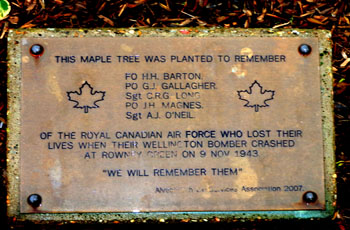 THIS MAPLE TREE WAS PLANTED TO REMEMBER
FO H.H. BARTON.
PO G.J. GALLAGHER.
Sgt C.R.G. LONG.
PO J.H. MAGNES.
Sgt A.J. O'NEIL.
OF THE ROYAL CANADIAN AIR FORCE WHO LOST THEIR
LIVES WHEN THEIR WELLINGTON BOMBER CRASHED
AT ROWNEY GREEN ON 9 NOV 1943.
"WE WILL REMEMBER THEM"
Association 2007.